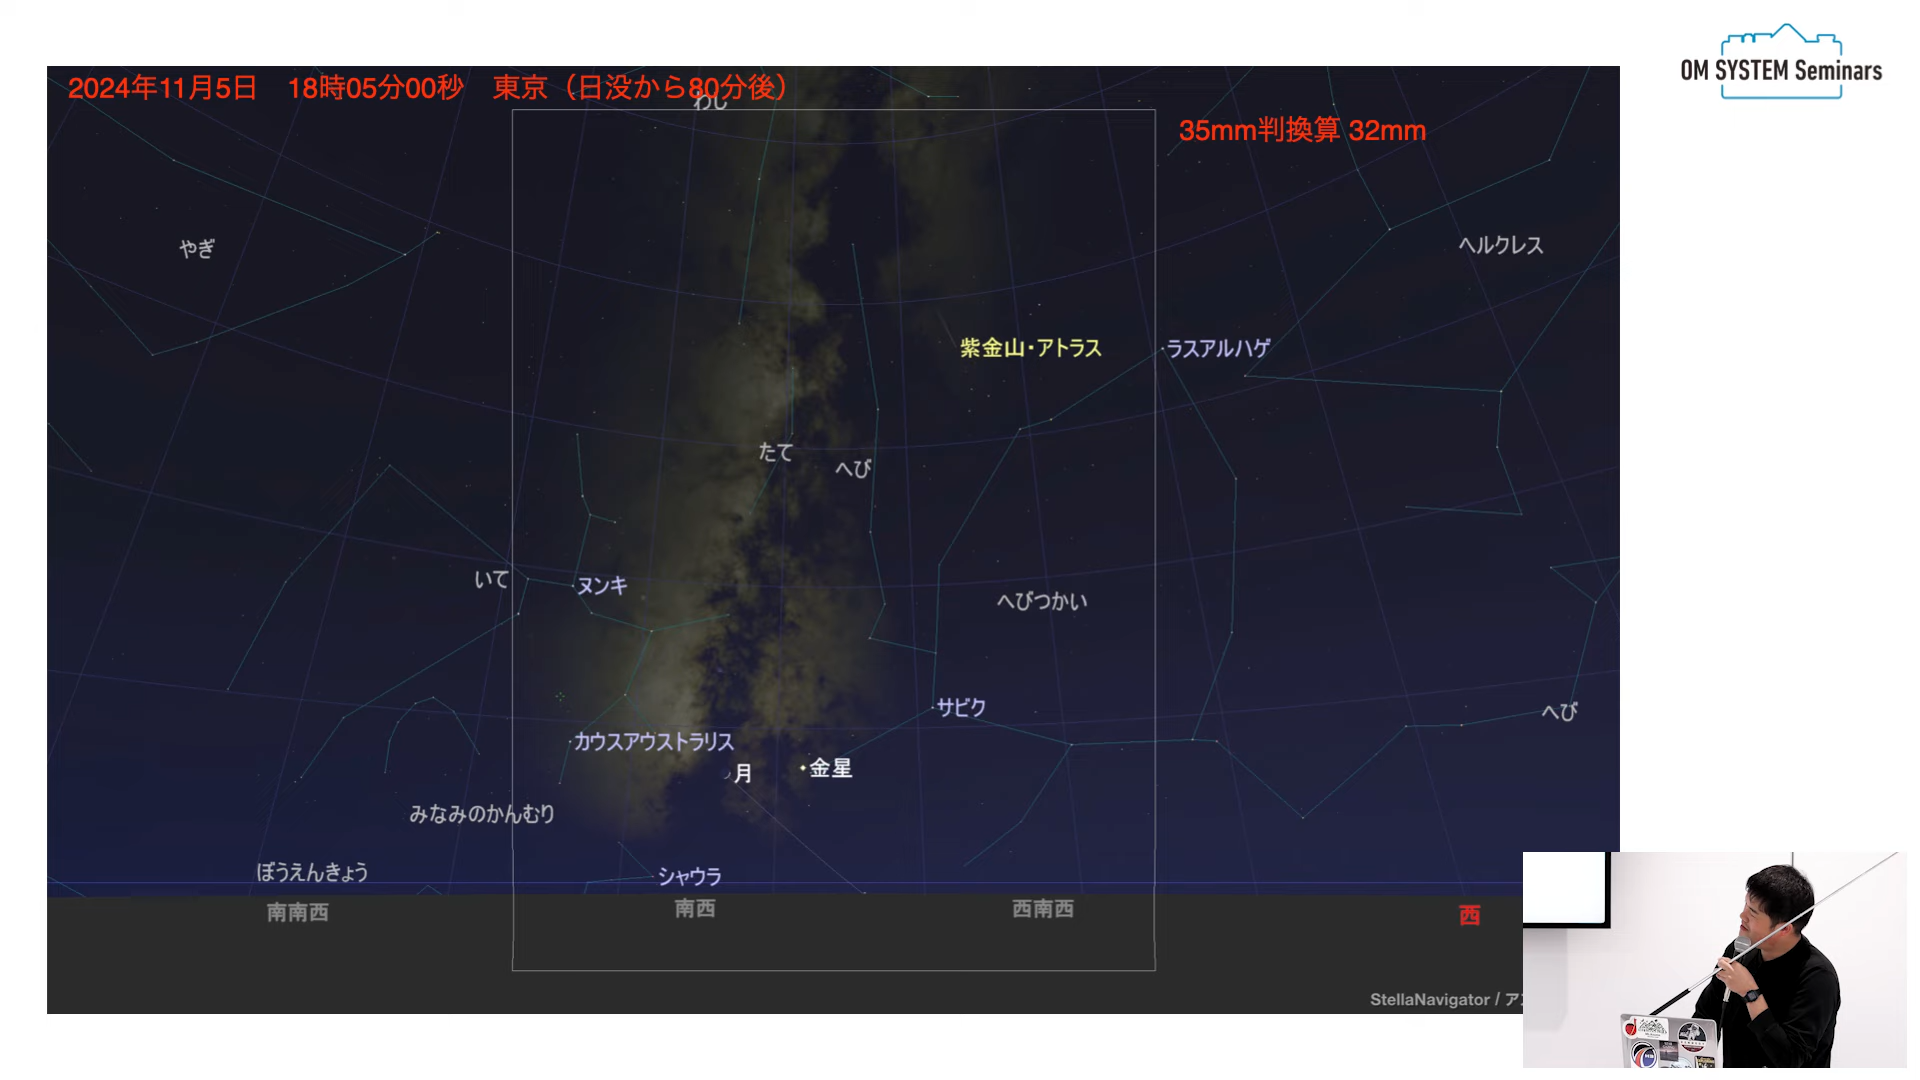 OM SYSTEM Seminars
2024年11月5日 18時05分00秒 東京（日没から80分後）
わし
35mm判換算 32mm
やぎ
ヘルクレス
紫金山・アトラス
ラスアルハゲ
たて
へび
いて
ヌンキ
へびつかい
サビク
へび
カウスアウストラリス
月
金星
みなみのかんむり
ぼうえんきょう
シャウラ
南南西
南西
西南西
西
StellaNavigator / ア